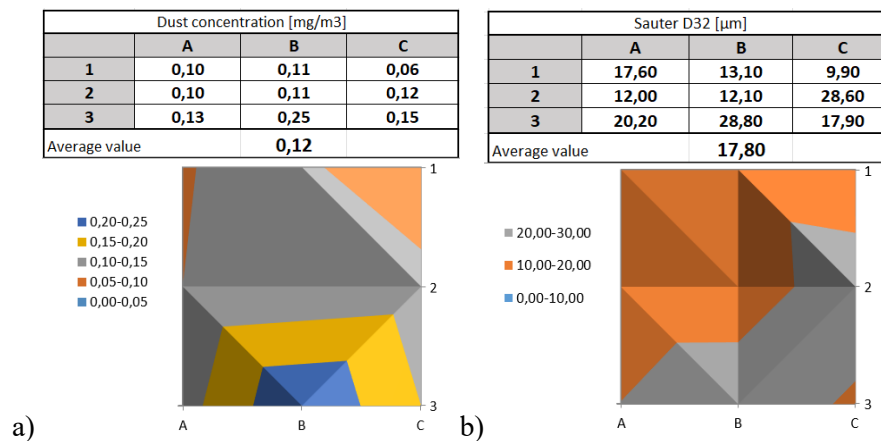 Dust concentration [mg/m3]
A B C
1 0,10 0,11 0,06
2 0,10 0,11 0,12
3 0,13 0,25 0,15
Average value 0,12
1
0,20-0,25
0,15-0,20
0,10-0,15
0,05-0,10
0,00-0,05
2
3
A B C
a)
Sauter D32 [µm]
A B C
1 17,60 13,10 9,90
2 12,00 12,10 28,60
3 20,20 28,80 17,90
Average value 17,80
1
20,00-30,00
10,00-20,00
0,00-10,00
2
3
A B C
b)